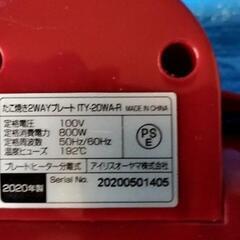 たこ焼き2WAYプレート ITY-20WA-R MADE IN CHINA
定格電圧 : 100V
定格消費電力 : 800W
定格周波数 : 50Hz/60Hz
温度ヒューズ : 192℃
PS
E
プレート/ヒーター分離式 アイリスオーヤマ株式会社
2020年製 Serial No. 20200501405